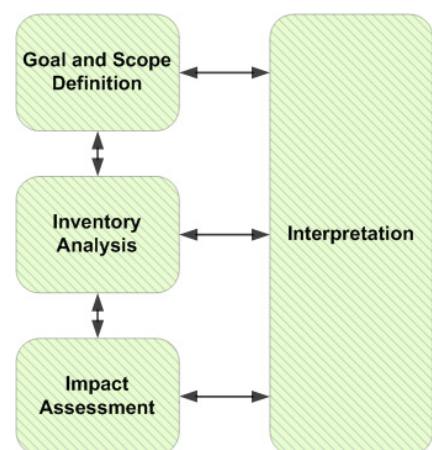 Goal and Scope
Definition
Inventory
Analysis
Interpretation
Impact
Assessment